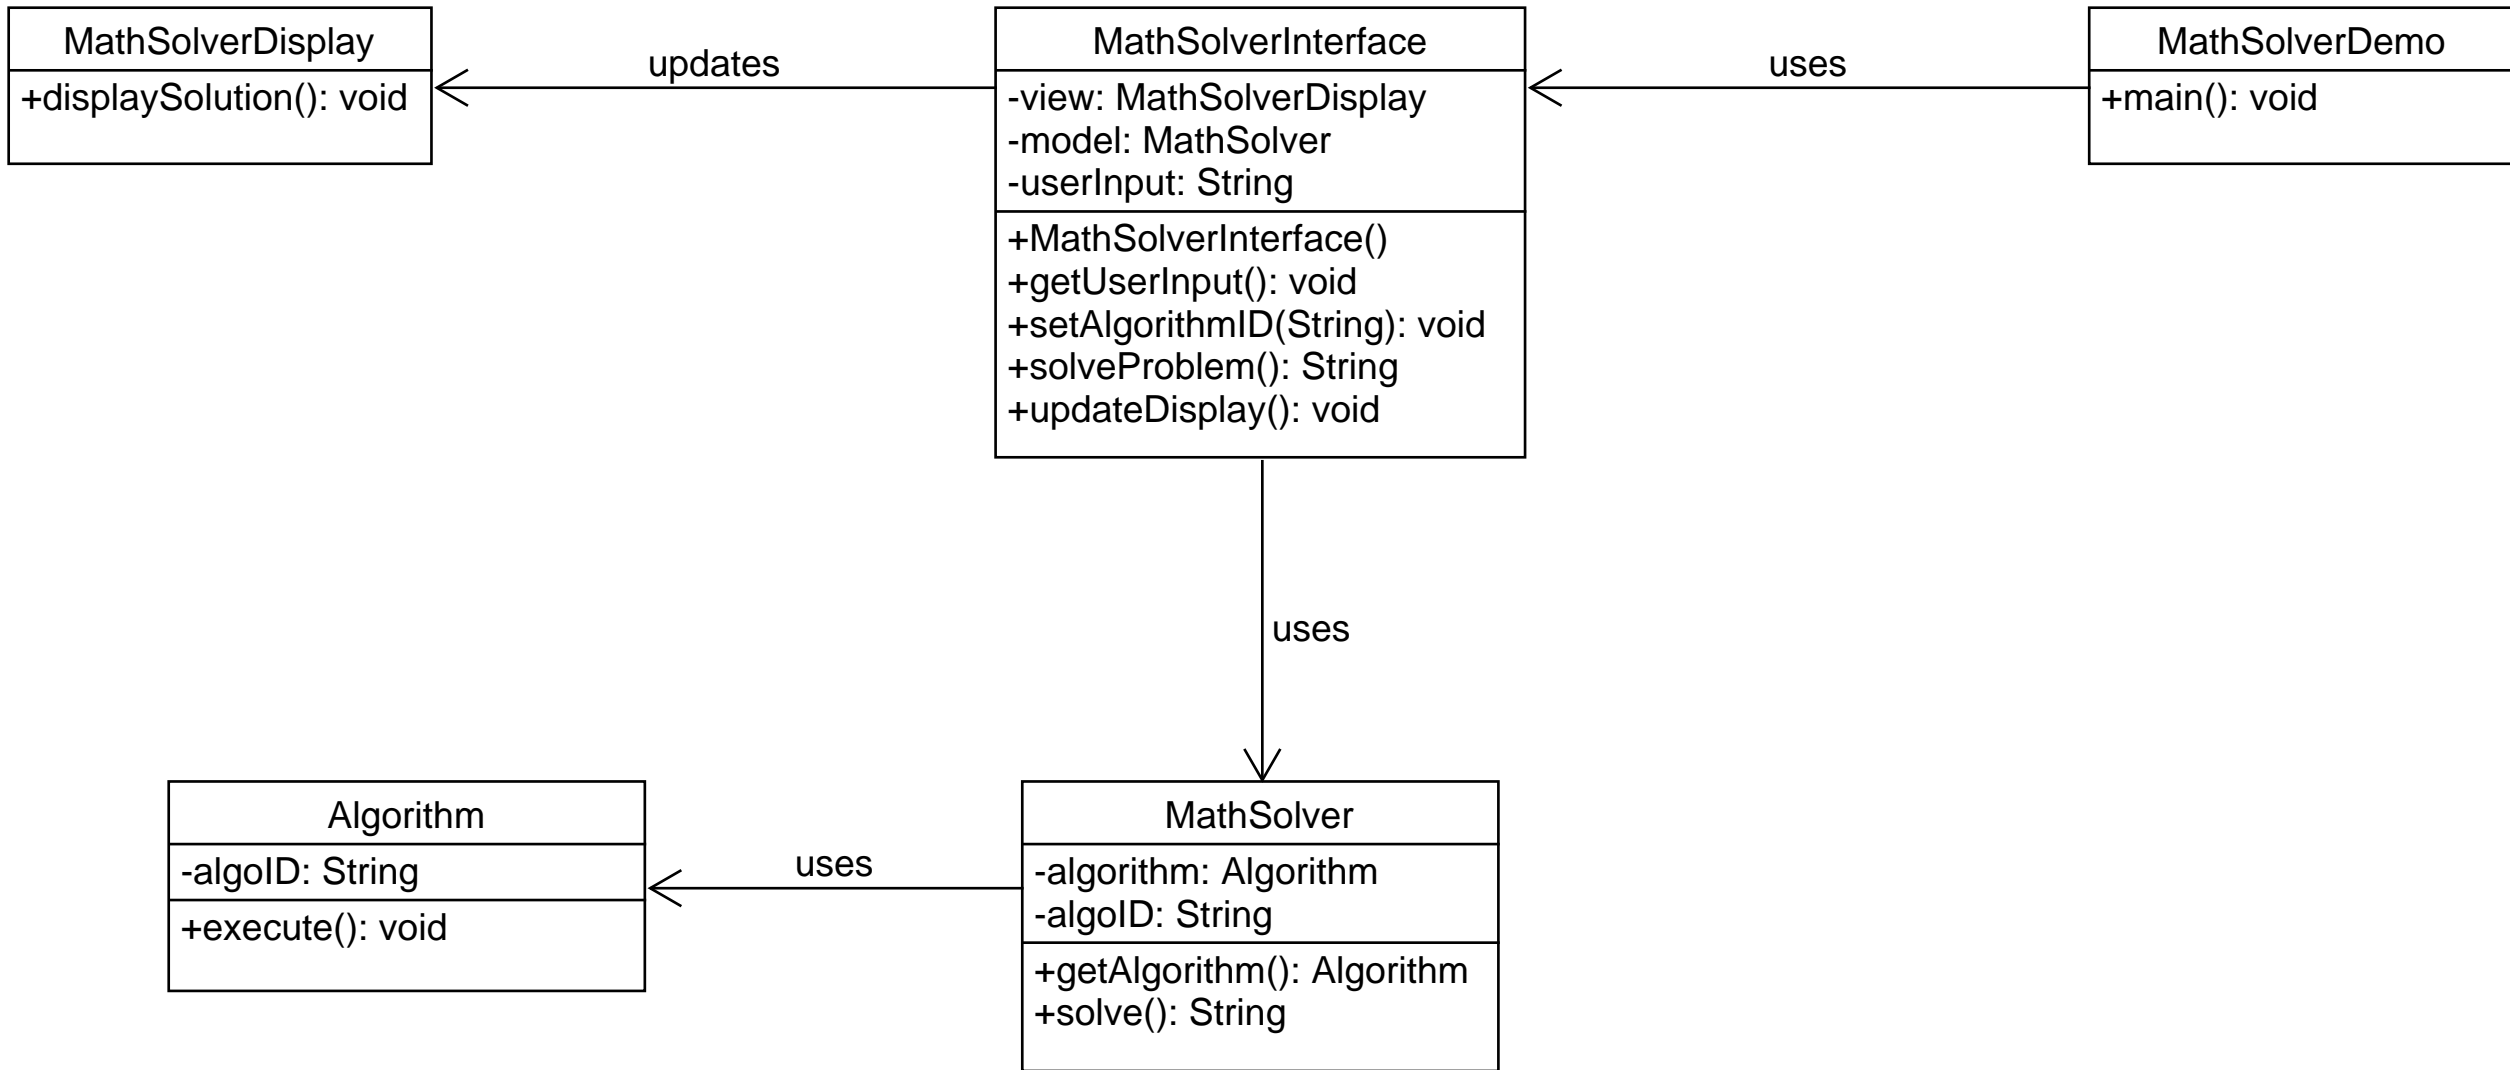 MathSolverDisplay
+displaySolution(): void
updates
MathSolverInterface
-view: MathSolverDisplay
-model: MathSolver
-userInput: String
+MathSolverInterface()
+getUserInput(): void
+setAlgorithmID(String): void
+solveProblem(): String
+updateDisplay(): void
uses
MathSolverDemo
+main(): void
uses
Algorithm
-algoID: String
+execute(): void
uses
MathSolver
-algorithm: Algorithm
-algoID: String
+getAlgorithm(): Algorithm
+solve(): String